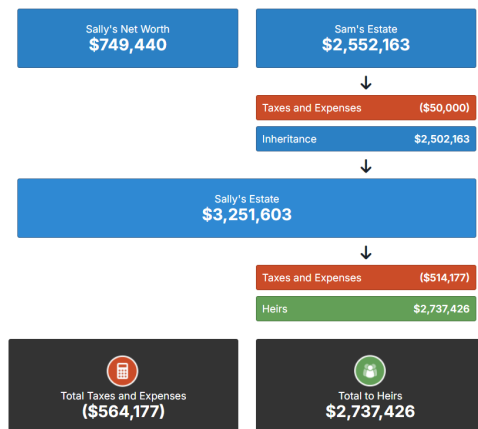 Sally's Net Worth
$749,440
Sam's Estate
$2,552,163
Taxes and Expenses ($50,000)
Inheritance $2,502,163
Sally's Estate
$3,251,603
Taxes and Expenses ($514,177)
Heirs $2,737,426
Total Taxes and Expenses
($564,177)
Total to Heirs
$2,737,426